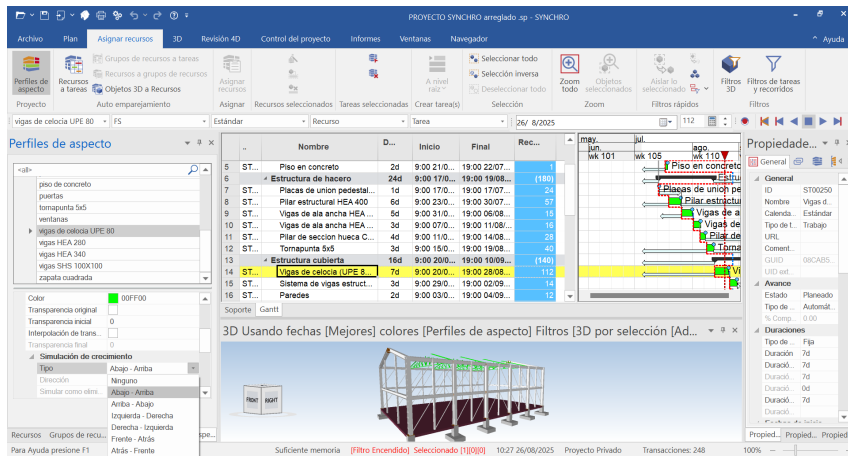 PROYECTO SYNCHRO arreglado .sp - SYNCHRO
Archivo Plan Asignar recursos 3D Revisión 4D Control del proyecto Informes Ventanas Navegador Ayuda
Perfiles de aspecto
Recursos a tareas
Grupos de recursos a tareas
Recursos a grupos de recursos
Objetos 3D a Recursos
Asignar recursos
A nivel raíz
Seleccionar todo
Selección inversa
Deseleccionar todo
Zoom todo
Objetos seleccionados
Aislar lo seleccionado
Filtros 3D
Filtros de tareas y recorridos
Proyecto Auto emparejamiento Asignar Recursos seleccionados Tareas seleccionadas Crear tarea(s) Selección Zoom Filtros rápidos Filtros
vigas de celocia UPE 80 FS Estándar Recurso Tarea 26/ 8/2025 112
Perfiles de aspecto
<all>
piso de concreto
puertas
tornapunta 5x5
ventanas
vigas de celocia UPE 80
vigas HEA 280
vigas HEA 340
vigas SHS 100X100
zapata cuadrada
Color 00FF00
Transparencia original
Transparencia inicial 0
Interpolación de trans...
Transparencia final 0
Simulación de crecimiento
Tipo Abajo - Arriba
Dirección Ninguno
Simular como elimi... Abajo - Arriba
Arriba - Abajo
Izquierda - Derecha
Derecha - Izquierda
Frente - Atrás
Atrás - Frente
Recursos Grupos de recu... spe...
.. Nombre D... Inicio Final Rec...
5 ST... Piso en concreto 2d 9:00 21/0... 19:00 22/07... 1
6 Estructura de hacero 24d 9:00 17/0... 19:00 19/08... (180)
7 ST... Placas de union pedestal... 1d 9:00 17/0... 19:00 17/07... 24
8 ST... Pilar estructural HEA 400 6d 9:00 23/0... 19:00 30/07... 57
9 ST... Vigas de ala ancha HEA ... 5d 9:00 31/0... 19:00 06/08... 15
10 ST... Vigas de ala ancha HEA ... 3d 9:00 07/0... 19:00 11/08/... 16
11 ST... Pilar de seccion hueca C... 4d 9:00 11/0... 19:00 14/08... 28
12 ST... Tornapunta 5x5 4d 9:00 15/0... 19:00 19/08... 40
13 Estructura cubierta 16d 9:00 20/0... 19:00 09/09... (140)
14 ST... Vigas de celocia (UPE 8... 7d 9:00 20/0... 19:00 28/08... 112
15 ST... Sistema de vigas estruct... 3d 9:00 29/0... 19:00 02/09... 14
16 ST... Paredes 2d 9:00 03/0... 19:00 04/09... 12
Soporte Gantt
may. jul.
jun. ago.
wk 101 wk 105 wk 110
Piso en concreto
Estru
Placas de union pe
Pilar estructural
Vigas de a
Vigas de
Pilar de
Torna
Vi
3D Usando fechas [Mejores] colores [Perfiles de aspecto] Filtros [3D por selección [Ad...
FRONT RIGHT
Propiedade...
General
General
ID ST00250
Nombre Vigas d...
Calenda... Estándar
Tipo de t... Trabajo
URL
Coment...
GUID 08CAB5...
UID ext...
Avance
Estado Planeado
Tipo de ... Automát...
% Comp... 0.00
Duraciones
Tipo de ... Fija
Duración 7d
Duració... 7d
Duració... 7d
Duració... 0d
Duració... 7d
Duració...
Propied... Propied... Propied
Para Ayuda presione F1 Suficiente memoria [Filtro Encendido] Seleccionado [1][0][0] 10:27 26/08/2025 Proyecto Privado Transacciones: 248 100%